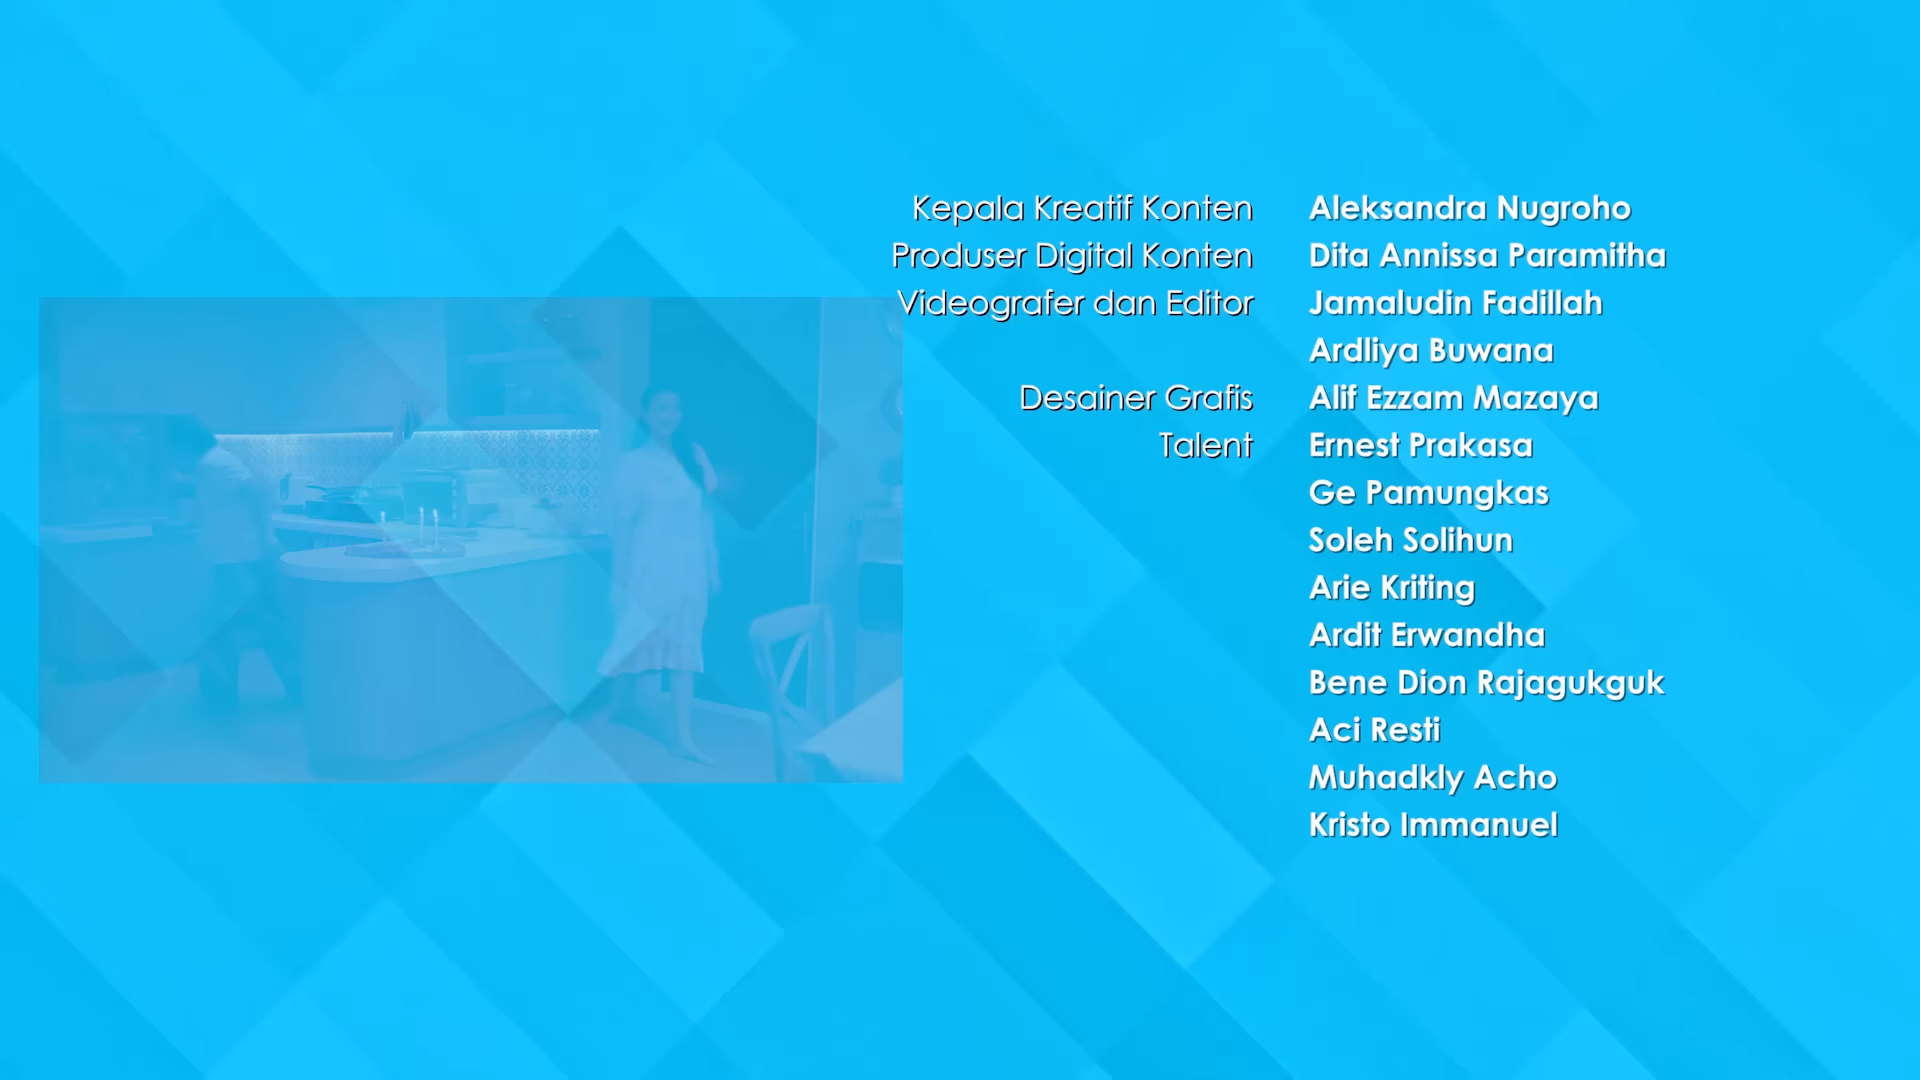 Kepala Kreatif Konten Aleksandra Nugroho
Produser Digital Konten Dita Annissa Paramitha
Videografer dan Editor Jamaludin Fadillah
Ardliya Buwana
Desainer Grafis Alif Ezzam Mazaya
Talent Ernest Prakasa
Ge Pamungkas
Soleh Solihun
Arie Kriting
Ardit Erwandha
Bene Dion Rajagukguk
Aci Resti
Muhadkly Acho
Kristo Immanuel